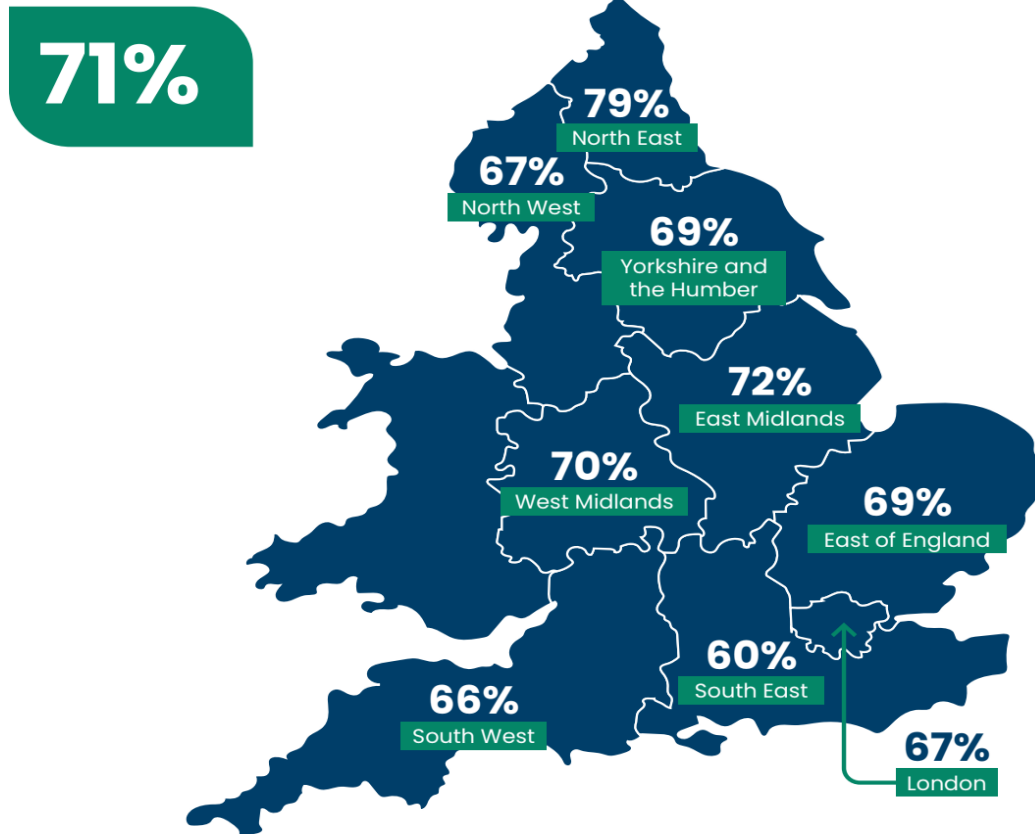 71%
79%
North East
67%
North West
69%
Yorkshire and
the Humber
72%
East Midlands
70%
West Midlands
69%
East of England
60%
South East
66%
South West
67%
London